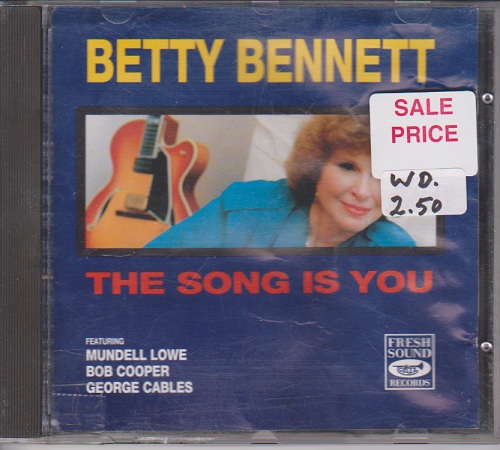 BETTY BENNETT
SALE
PRICE
WD.
2.50
THE SONG IS YOU
FEATURING
MUNDELL LOWE
BOB COOPER
GEORGE CABLES
FRESH
SOUND
RECORDS